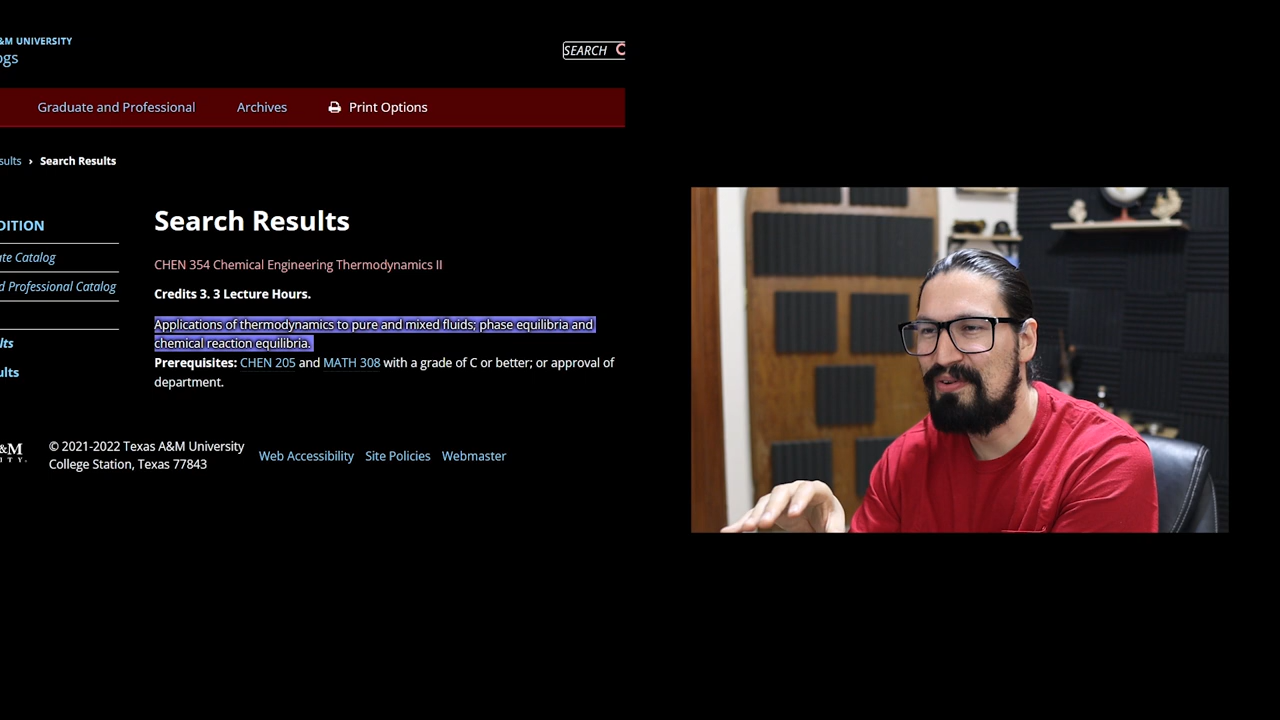 &M UNIVERSITY
ogs
SEARCH
Graduate and Professional
Archives
Print Options
sults › Search Results
DITION
Search Results
ate Catalog
CHEN 354 Chemical Engineering Thermodynamics II
d Professional Catalog
Credits 3. 3 Lecture Hours.
Applications of thermodynamics to pure and mixed fluids; phase equilibria and
lts
chemical reaction equilibria.
Prerequisites: CHEN 205 and MATH 308 with a grade of C or better; or approval of
ults
department.
&M
ITY.
© 2021-2022 Texas A&M University
College Station, Texas 77843
Web Accessibility
Site Policies
Webmaster